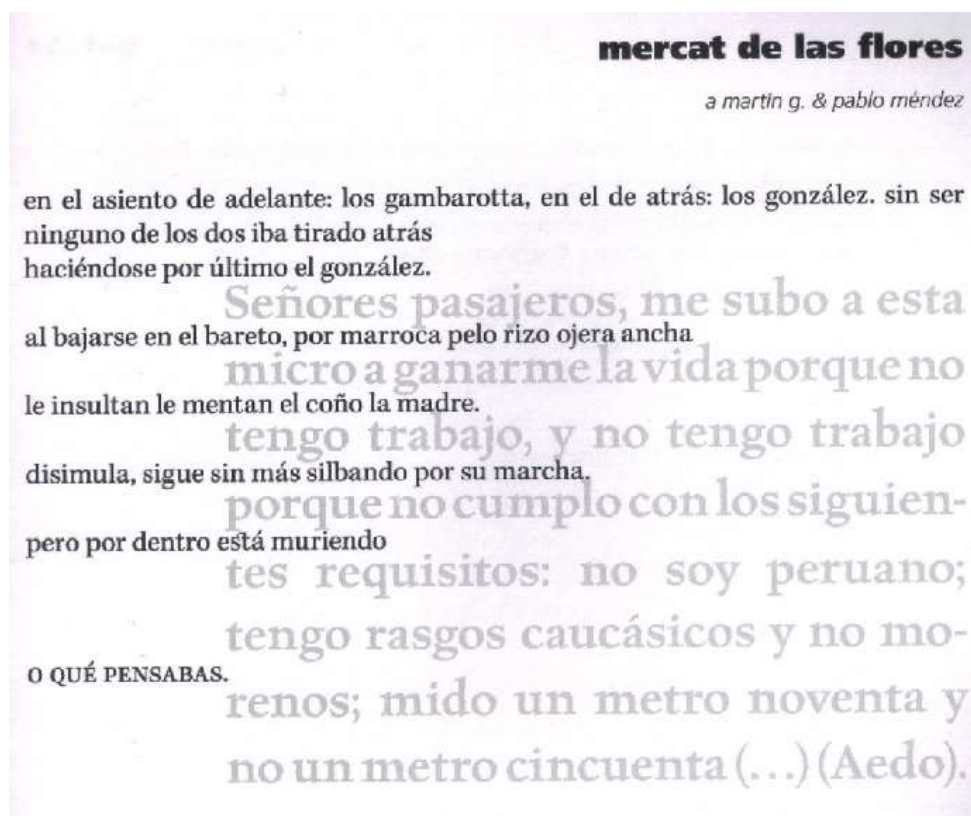 mercat de las flores
a martin g. & pablo méndez
en el asiento de adelante: los gambarotta, en el de atrás: los gonzález. sin ser
ninguno de los dos iba tirado atrás
haciéndose por último el gonzález.
Señores pasajeros, me subo a esta
al bajarse en el bareto, por marroca pelo rizo ojera ancha
micro a ganarme la vida porque no
le insultan le mentan el coño la madre.
tengo trabajo, y no tengo trabajo
disimula, sigue sin más silbando por su marcha.
porque no cumplo con los siguien-
pero por dentro está muriendo
tes requisitos: no soy peruano;
tengo rasgos caucásicos y no mo-
O QUÉ PENSABAS.
renos; mido un metro noventa y
no un metro cincuenta (...) (Aedo).